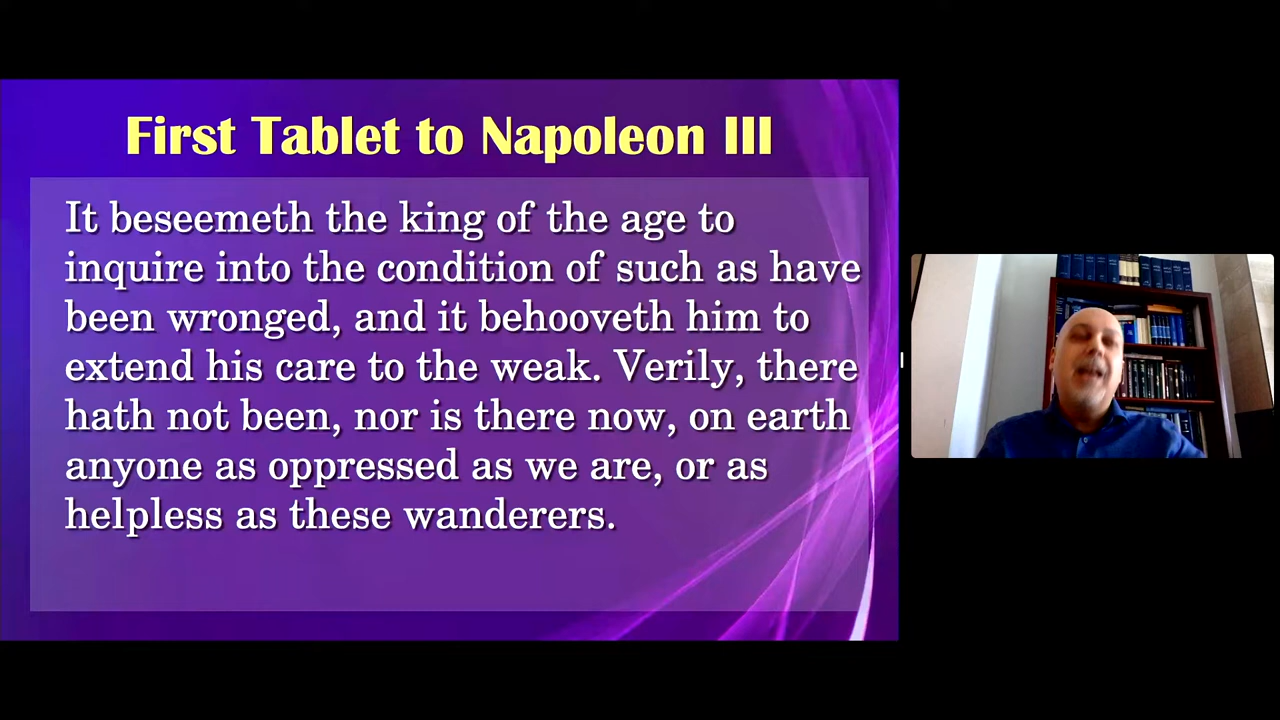 First Tablet to Napoleon III
It beseemeth the king of the age to
inquire into the condition of such as have
been wronged, and it behooveth him to
extend his care to the weak. Verily, there
hath not been, nor is there now, on earth
anyone as oppressed as we are, or as
helpless as these wanderers.